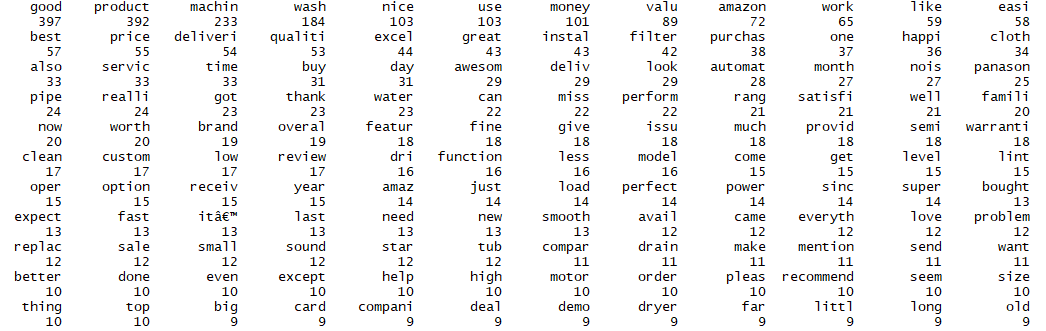 good product machin wash nice use money valu amazon work like easi
397 392 233 184 103 103 101 89 72 65 59 58
best price deliveri qualiti excel great instal filter purchas one happi cloth
57 55 54 53 44 43 43 42 38 37 36 34
also servic time buy day awesom deliv look automat month nois panason
33 33 33 31 31 29 29 29 28 27 27 25
pipe realli got thank water can miss perform rang satisfi well famili
24 24 23 23 23 22 22 22 21 21 21 20
now worth brand overal featur fine give issu much provid semi warranti
20 20 19 19 18 18 18 18 18 18 18 18
clean custom low review dri function less model come get level lint
17 17 17 17 16 16 16 16 15 15 15 15
oper option receiv year amaz just load perfect power sinc super bought
15 15 15 15 14 14 14 14 14 14 14 13
expect fast itâ€™ last need new smooth avail came everyth love problem
13 13 13 13 13 13 13 12 12 12 12 12
replac sale small sound star tub compar drain make mention send want
12 12 12 12 12 12 11 11 11 11 11 11
better done even except help high motor order pleas recommend seem size
10 10 10 10 10 10 10 10 10 10 10 10
thing top big card compani deal demo dryer far littl long old
10 10 9 9 9 9 9 9 9 9 9 9